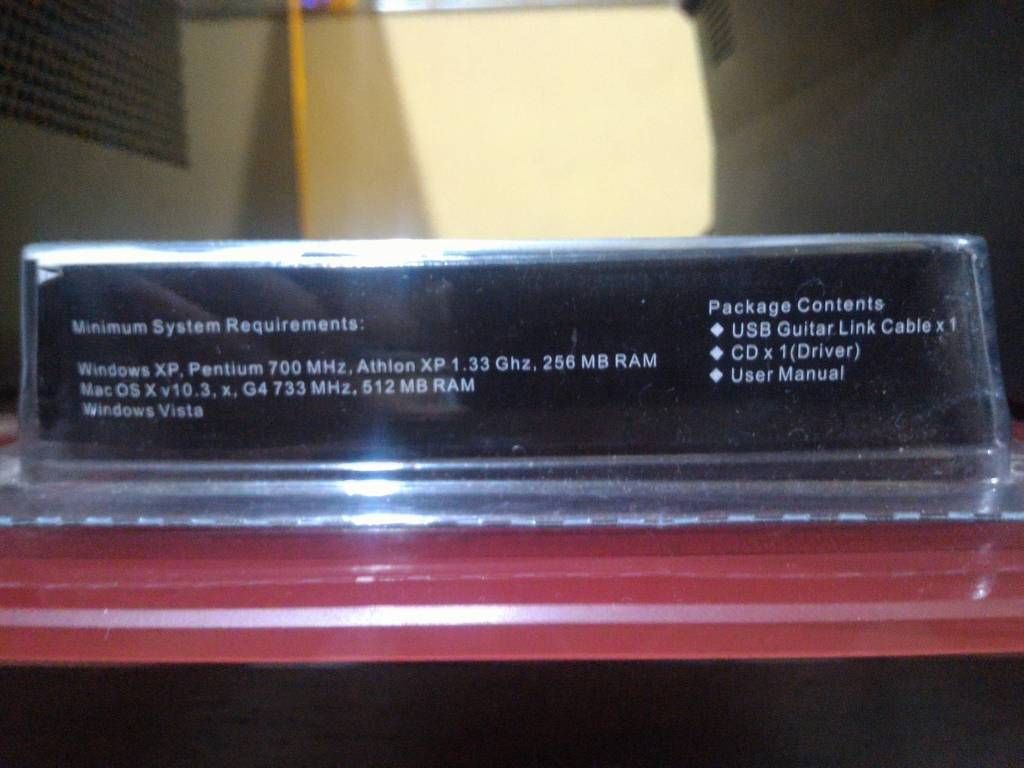 Minimum System Requirements:
Windows XP, Pentium 700 MHz, Athlon XP 1.33 Ghz, 256 MB RAM
Mac OS X v10.3, x, G4 733 MHz, 512 MB RAM
Windows Vista
Package Contents
◆ USB Guitar Link Cable x 1
◆ CD x 1(Driver)
◆ User Manual